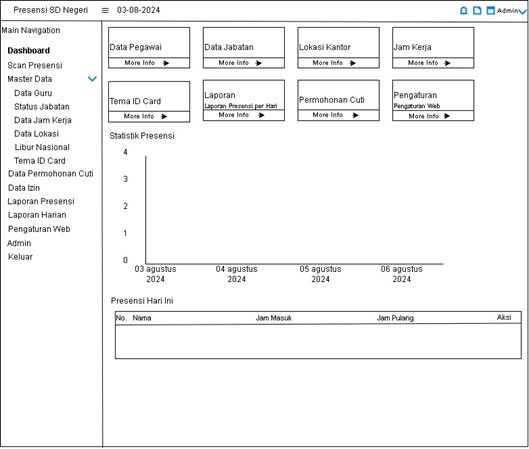 Presensi SD Negeri 03-08-2024 Admin
Main Navigation
Dashboard
Scan Presensi
Master Data
Data Guru
Status Jabatan
Data Jam Kerja
Data Lokasi
Libur Nasional
Tema ID Card
Data Permohonan Cuti
Data Izin
Laporan Presensi
Laporan Harian
Pengaturan Web
Admin
Keluar
Data Pegawai
More Info
Data Jabatan
More Info
Lokasi Kantor
More Info
Jam Kerja
More Info
Tema ID Card
More Info
Laporan
Laporan Presensi per Hari
More Info
Permohonan Cuti
More Info
Pengaturan
Pengaturan Web
More Info
Statistik Presensi
4
3
2
1
0
03 agustus 04 agustus 05 agustus 06 agustus
2024 2024 2024 2024
Presensi Hari Ini
No. Nama Jam Masuk Jam Pulang Aksi